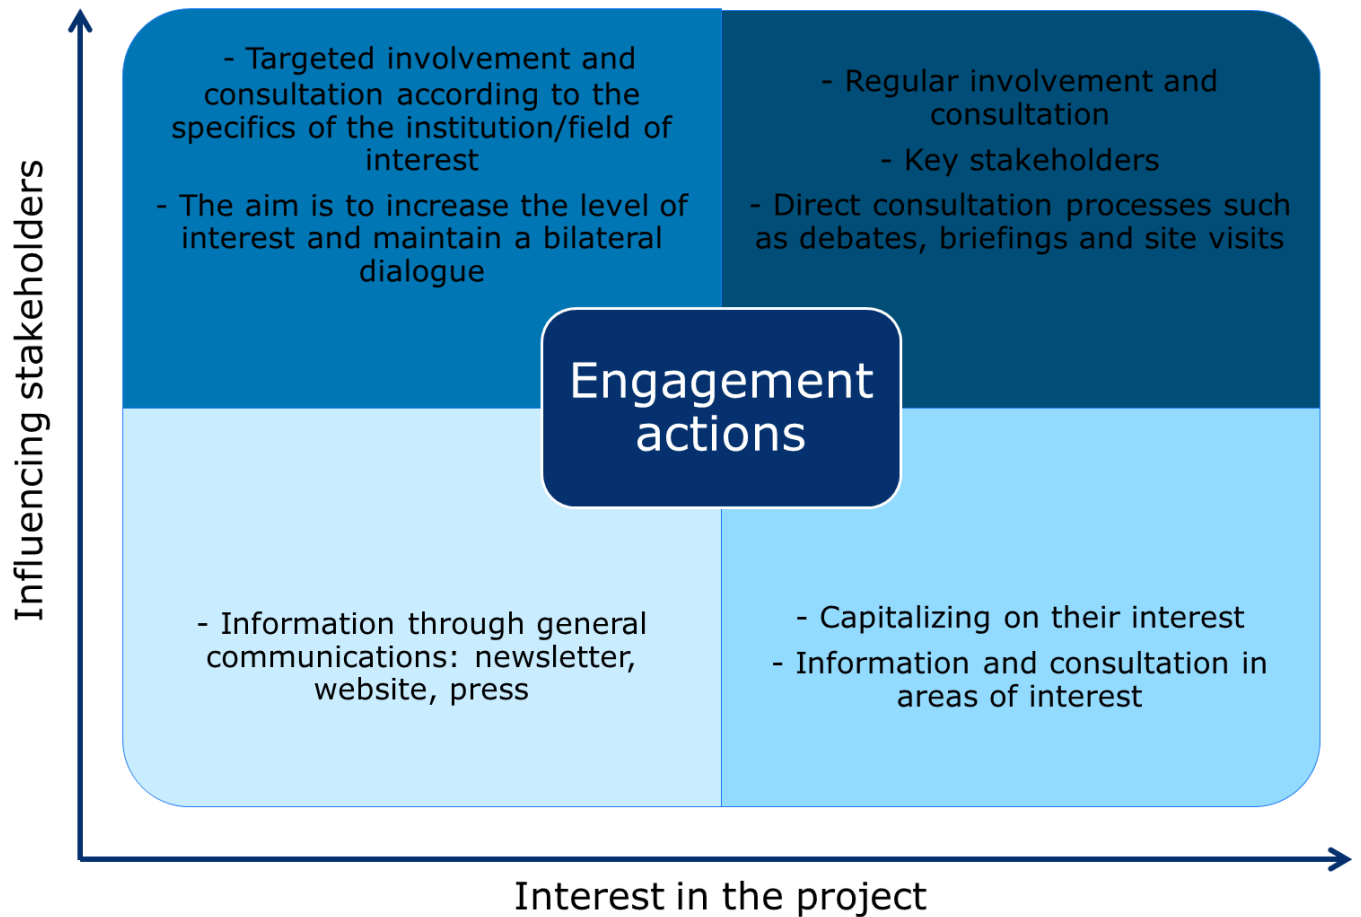 Influencing stakeholders
- Targeted involvement and
consultation according to the
specifics of the institution/field of
interest
- The aim is to increase the level of
interest and maintain a bilateral
dialogue
- Regular involvement and
consultation
- Key stakeholders
- Direct consultation processes such
as debates, briefings and site visits
Engagement
actions
- Information through general
communications: newsletter,
website, press
- Capitalizing on their interest
- Information and consultation in
areas of interest
Interest in the project